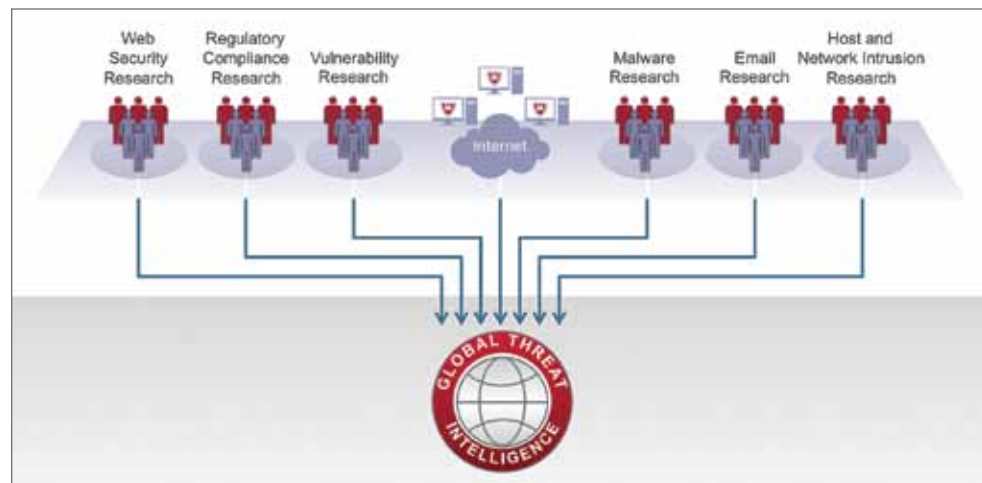 Web
Security
Research
Regulatory
Compliance
Research
Vulnerability
Research
Internet
Malware
Research
Email
Research
Host and
Network Intrusion
Research
GLOBAL THREAT
INTELLIGENCE